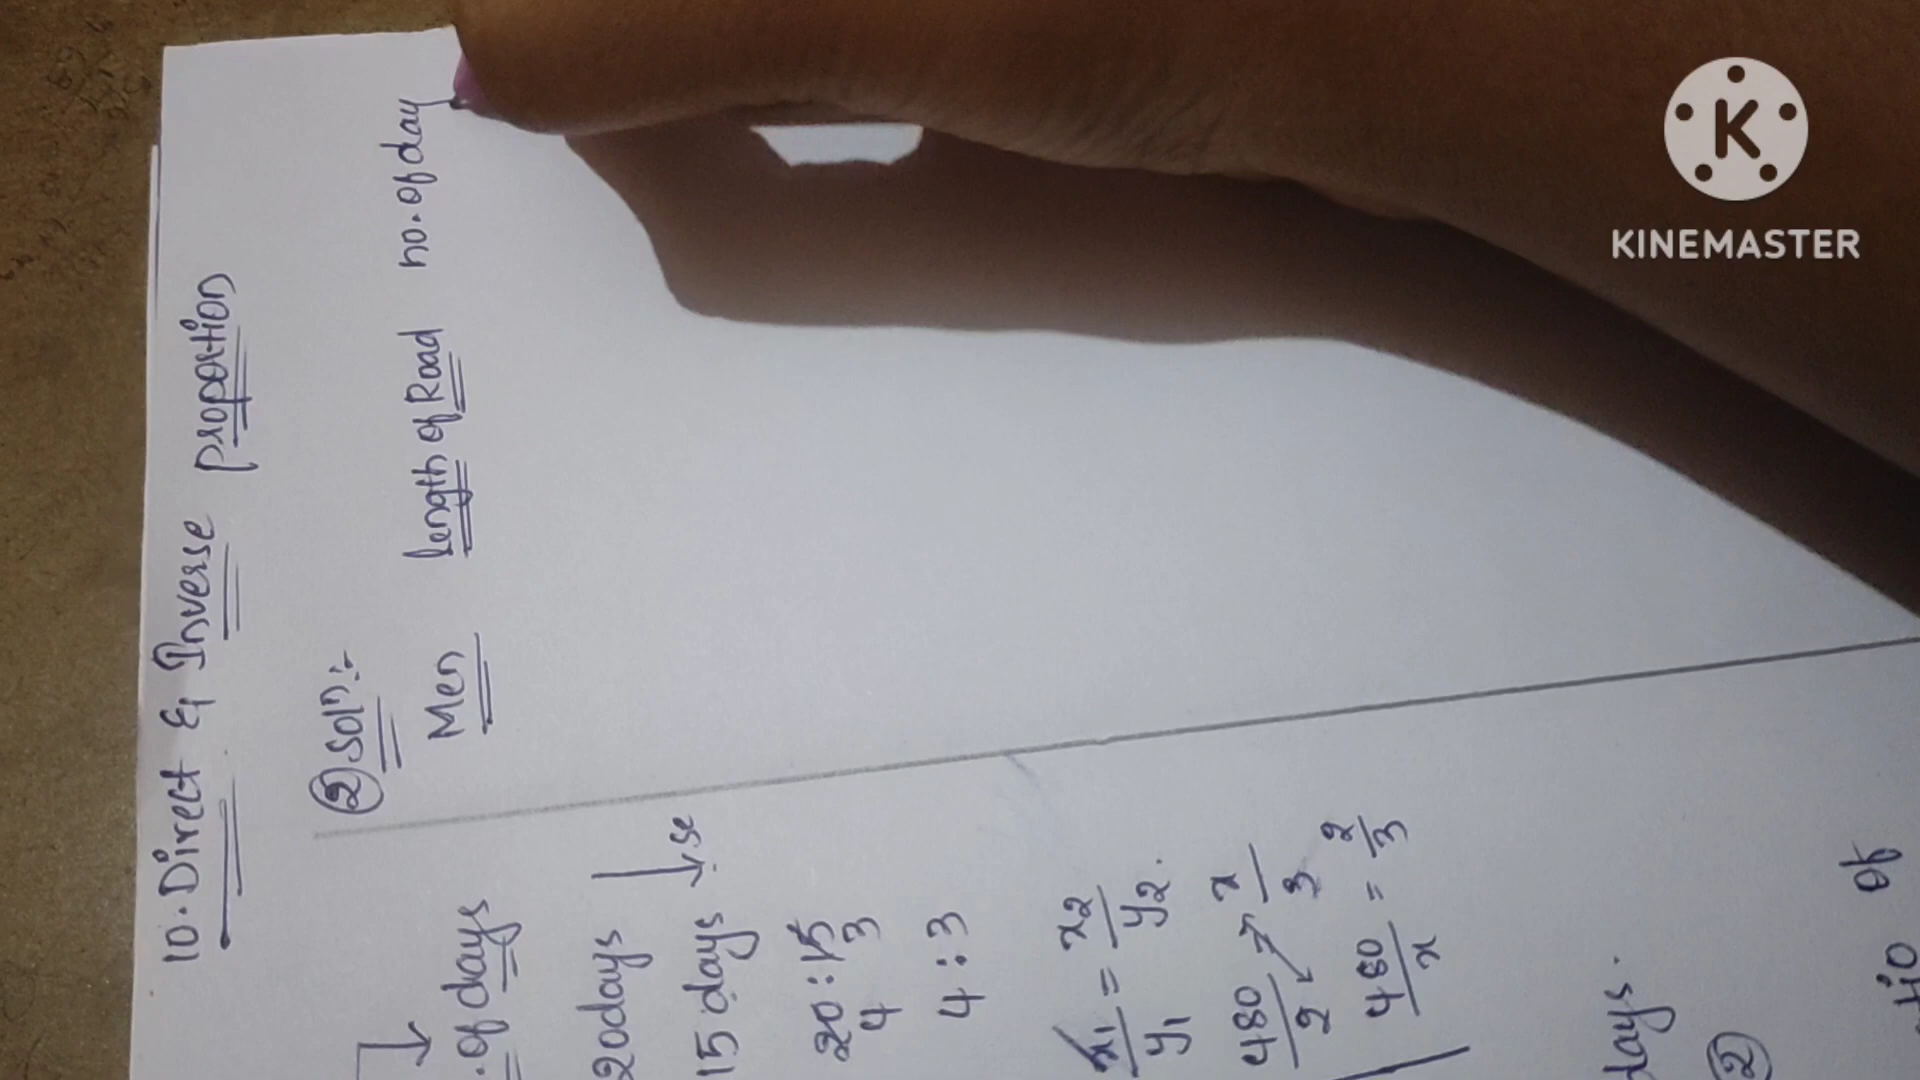 10. Direct & Inverse proportion
② Soln:-
Men Length of Road no. of day
. of days
20days
15 days se
20:15
4 3
4:3
x1/y1 = x2/y2.
480/2 x/3
480/x = 2/3
days.
②
of
KINEMASTER